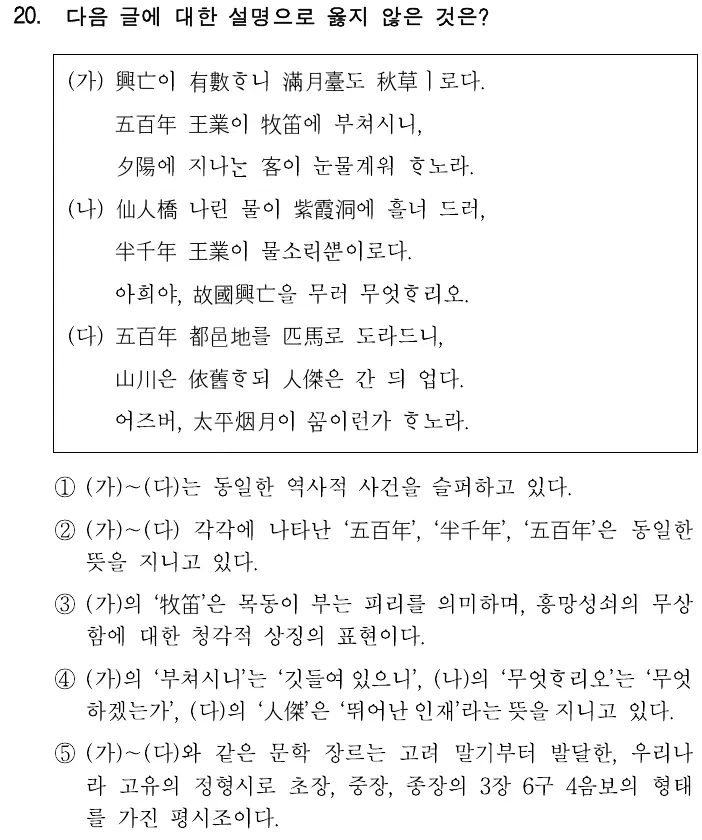 20. 다음 글에 대한 설명으로 옳지 않은 것은?
(가) 興亡이 有數ᄒᆞ니 滿月臺도 秋草ㅣ로다.
五百年 王業이 牧笛에 부쳐시니,
夕陽에 지나ᄂᆞᆫ 客이 눈물계워 ᄒᆞ노라.
(나) 仙人橋 나린 물이 紫霞洞에 흘너 드러,
半千年 王業이 물소ᄅᆡᄲᅮᆫ이로다.
아희야, 故國興亡을 무러 무엇ᄒᆞ리오.
(다) 五百年 都邑地를 匹馬로 도라드니,
山川은 依舊ᄒᆞ되 人傑은 간 듸 업다.
어즈버, 太平烟月이 ᄭᅮᆷ이런가 ᄒᆞ노라.
① (가)~(다)는 동일한 역사적 사건을 슬퍼하고 있다.
② (가)~(다) 각각에 나타난 ‘五百年’, ‘半千年’, ‘五百年’은 동일한
뜻을 지니고 있다.
③ (가)의 ‘牧笛’은 목동이 부는 피리를 의미하며, 흥망성쇠의 무상
함에 대한 청각적 상징의 표현이다.
④ (가)의 ‘부쳐시니’는 ‘깃들여 있으니’, (나)의 ‘무엇ᄒᆞ리오’는 ‘무엇
하겠는가’, (다)의 ‘人傑’은 ‘뛰어난 인재’라는 뜻을 지니고 있다.
⑤ (가)~(다)와 같은 문학 장르는 고려 말기부터 발달한, 우리나
라 고유의 정형시로 초장, 중장, 종장의 3장 6구 4음보의 형태
를 가진 평시조이다.